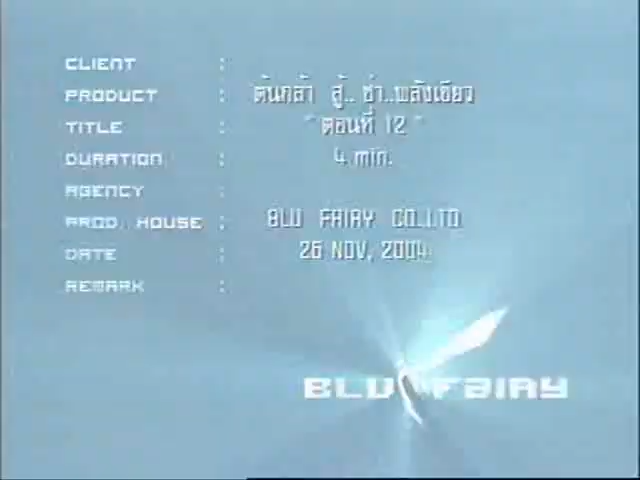 CLIENT :
PRODUCT : ต้นกล้า สู้.. ซ่า..พลังเขียว
TITLE : "ตอนที่ 12"
DURATION : 4 min.
AGENCY :
PROD. HOUSE : BLU FAIRY CO.,LTD
DATE : 26 NOV, 2004
REMARK :
BLU FAIRY